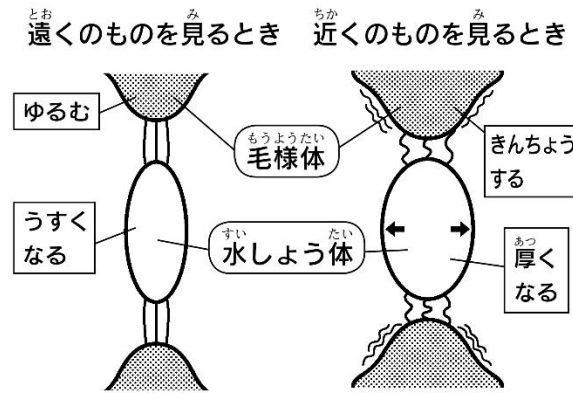 遠くのものを見るとき
近くのものを見るとき
ゆるむ
毛様体
きんちょう
する
うすく
なる
水しょう体
厚く
なる